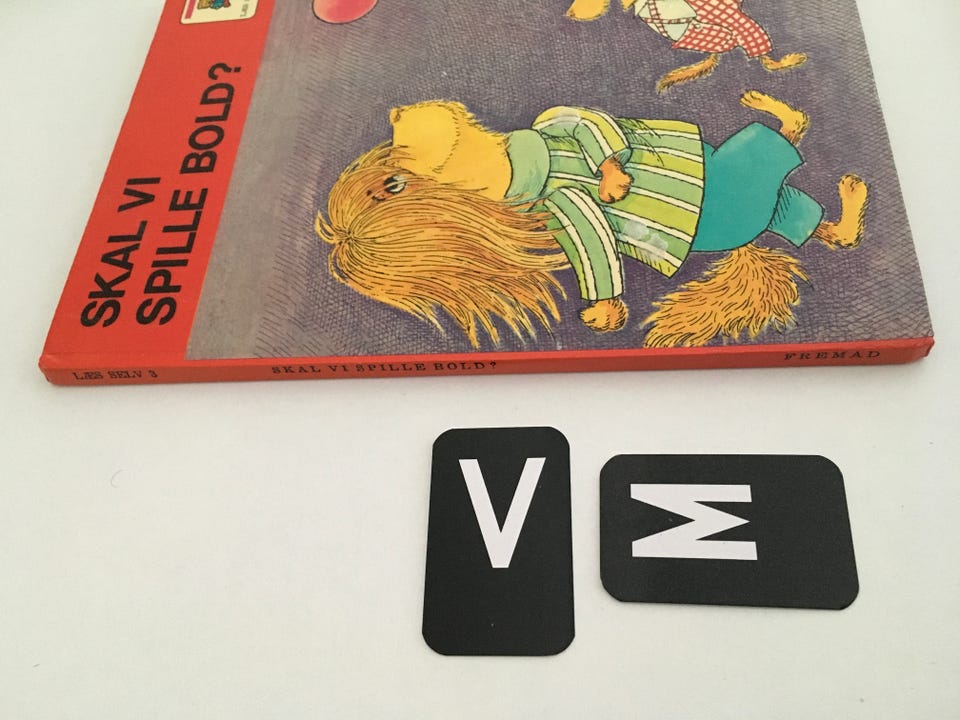 SKAL VI
SPILLE BOLD?
LÆS SELV 3
SKAL VI SPILLE BOLD?
FREMAD
V
M